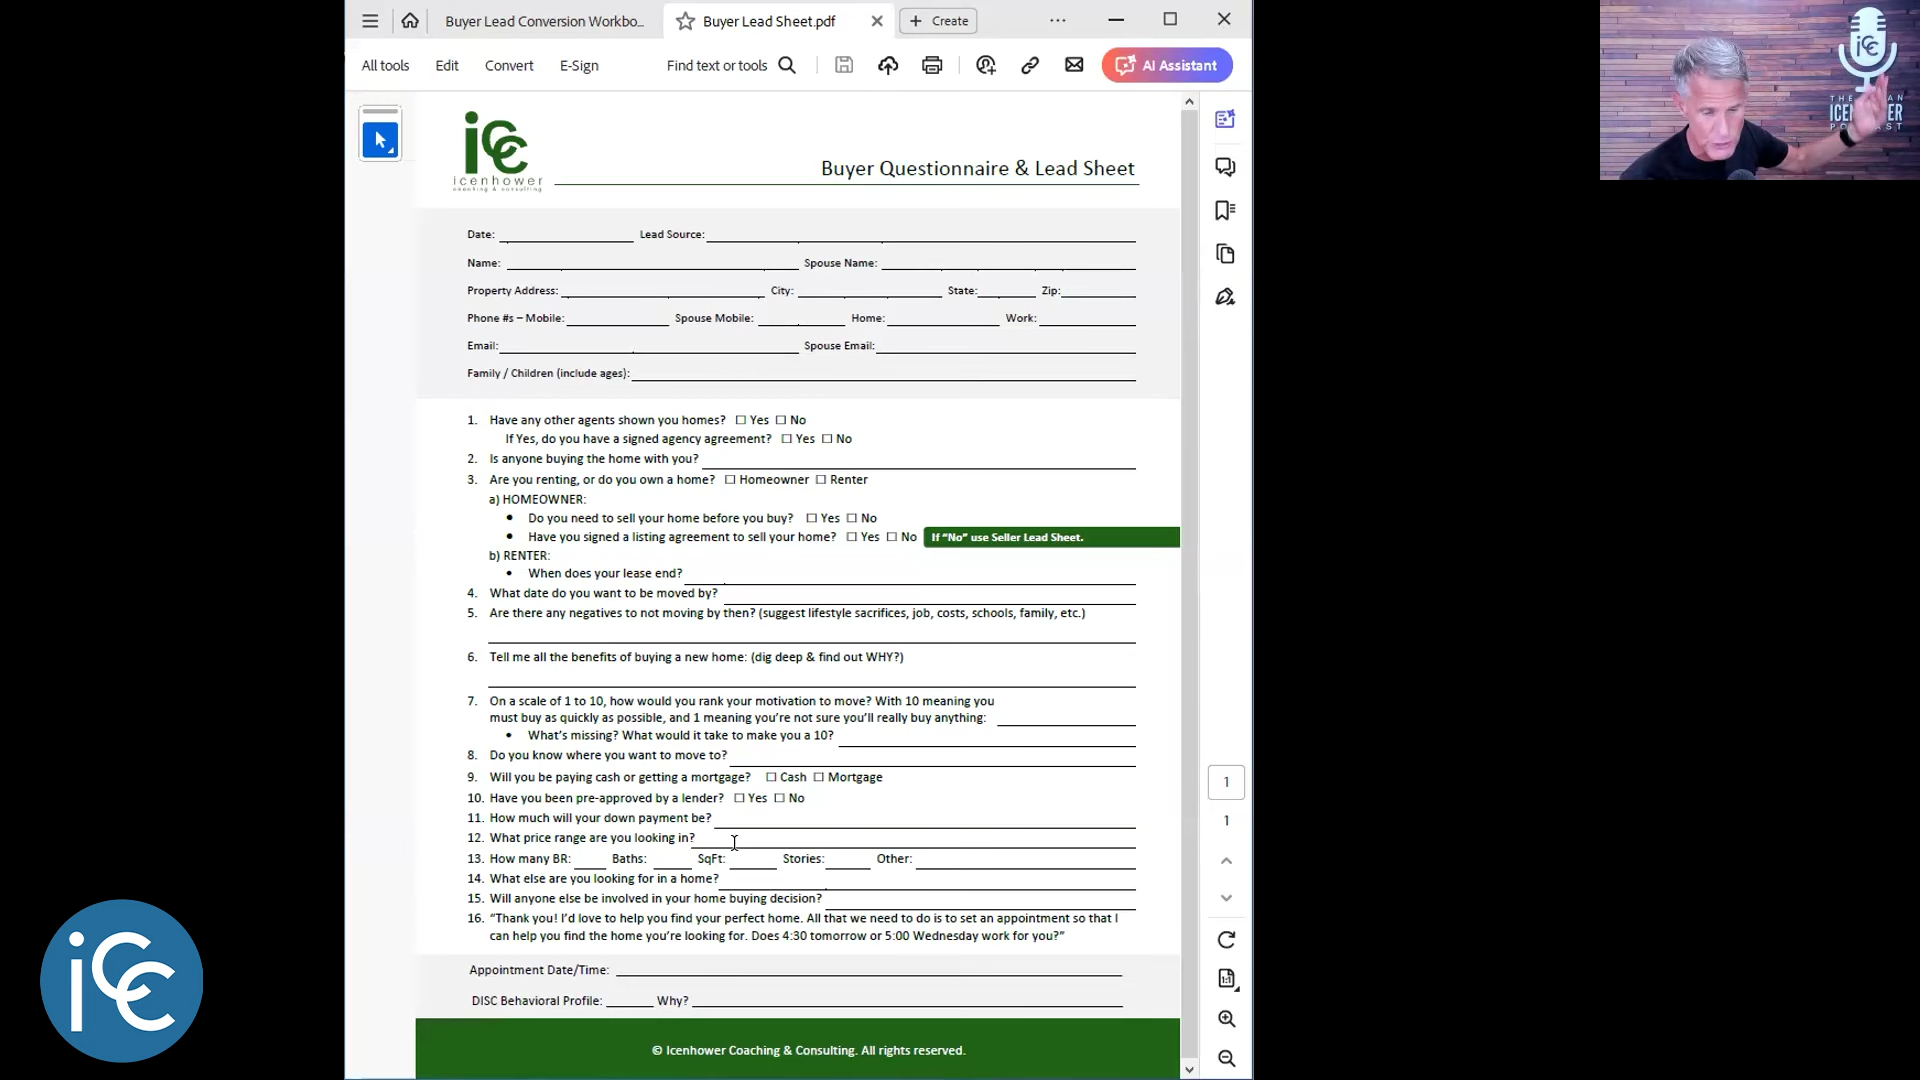 Buyer Lead Conversion Workbo...
Buyer Lead Sheet.pdf
Create
All tools
Edit
Convert
E-Sign
Find text or tools
AI Assistant
icc
icenhower
coaching & consulting
Buyer Questionnaire & Lead Sheet
Date: Lead Source:
Name: Spouse Name:
Property Address: City: State: Zip:
Phone #s – Mobile: Spouse Mobile: Home: Work:
Email: Spouse Email:
Family / Children (include ages):
1. Have any other agents shown you homes? ☐ Yes ☐ No
If Yes, do you have a signed agency agreement? ☐ Yes ☐ No
2. Is anyone buying the home with you?
3. Are you renting, or do you own a home? ☐ Homeowner ☐ Renter
a) HOMEOWNER:
• Do you need to sell your home before you buy? ☐ Yes ☐ No
• Have you signed a listing agreement to sell your home? ☐ Yes ☐ No If “No” use Seller Lead Sheet.
b) RENTER:
• When does your lease end?
4. What date do you want to be moved by?
5. Are there any negatives to not moving by then? (suggest lifestyle sacrifices, job, costs, schools, family, etc.)
6. Tell me all the benefits of buying a new home: (dig deep & find out WHY?)
7. On a scale of 1 to 10, how would you rank your motivation to move? With 10 meaning you
must buy as quickly as possible, and 1 meaning you’re not sure you’ll really buy anything:
• What’s missing? What would it take to make you a 10?
8. Do you know where you want to move to?
9. Will you be paying cash or getting a mortgage? ☐ Cash ☐ Mortgage
10. Have you been pre-approved by a lender? ☐ Yes ☐ No
11. How much will your down payment be?
12. What price range are you looking in?
13. How many BR: Baths: SqFt: Stories: Other:
14. What else are you looking for in a home?
15. Will anyone else be involved in your home buying decision?
16. “Thank you! I’d love to help you find your perfect home. All that we need to do is to set an appointment so that I
can help you find the home you’re looking for. Does 4:30 tomorrow or 5:00 Wednesday work for you?”
Appointment Date/Time:
DISC Behavioral Profile: Why?
© Icenhower Coaching & Consulting. All rights reserved.
1
1
1:1
icc
icc